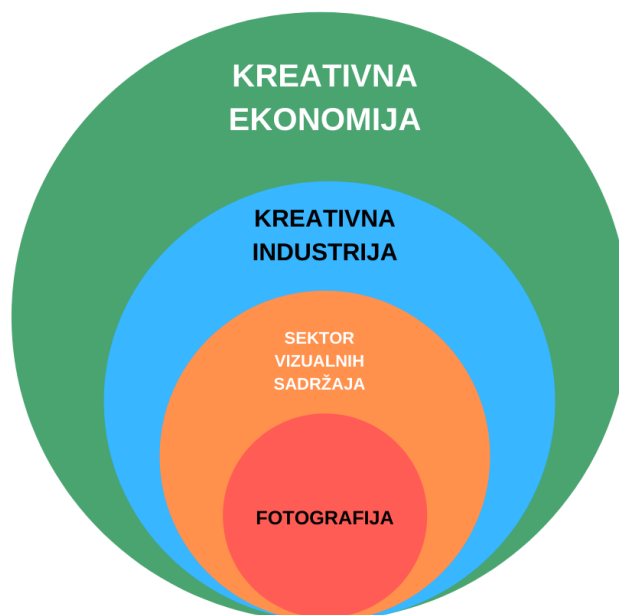 KREATIVNA
EKONOMIJA
KREATIVNA
INDUSTRIJA
SEKTOR
VIZUALNIH
SADRŽAJA
FOTOGRAFIJA